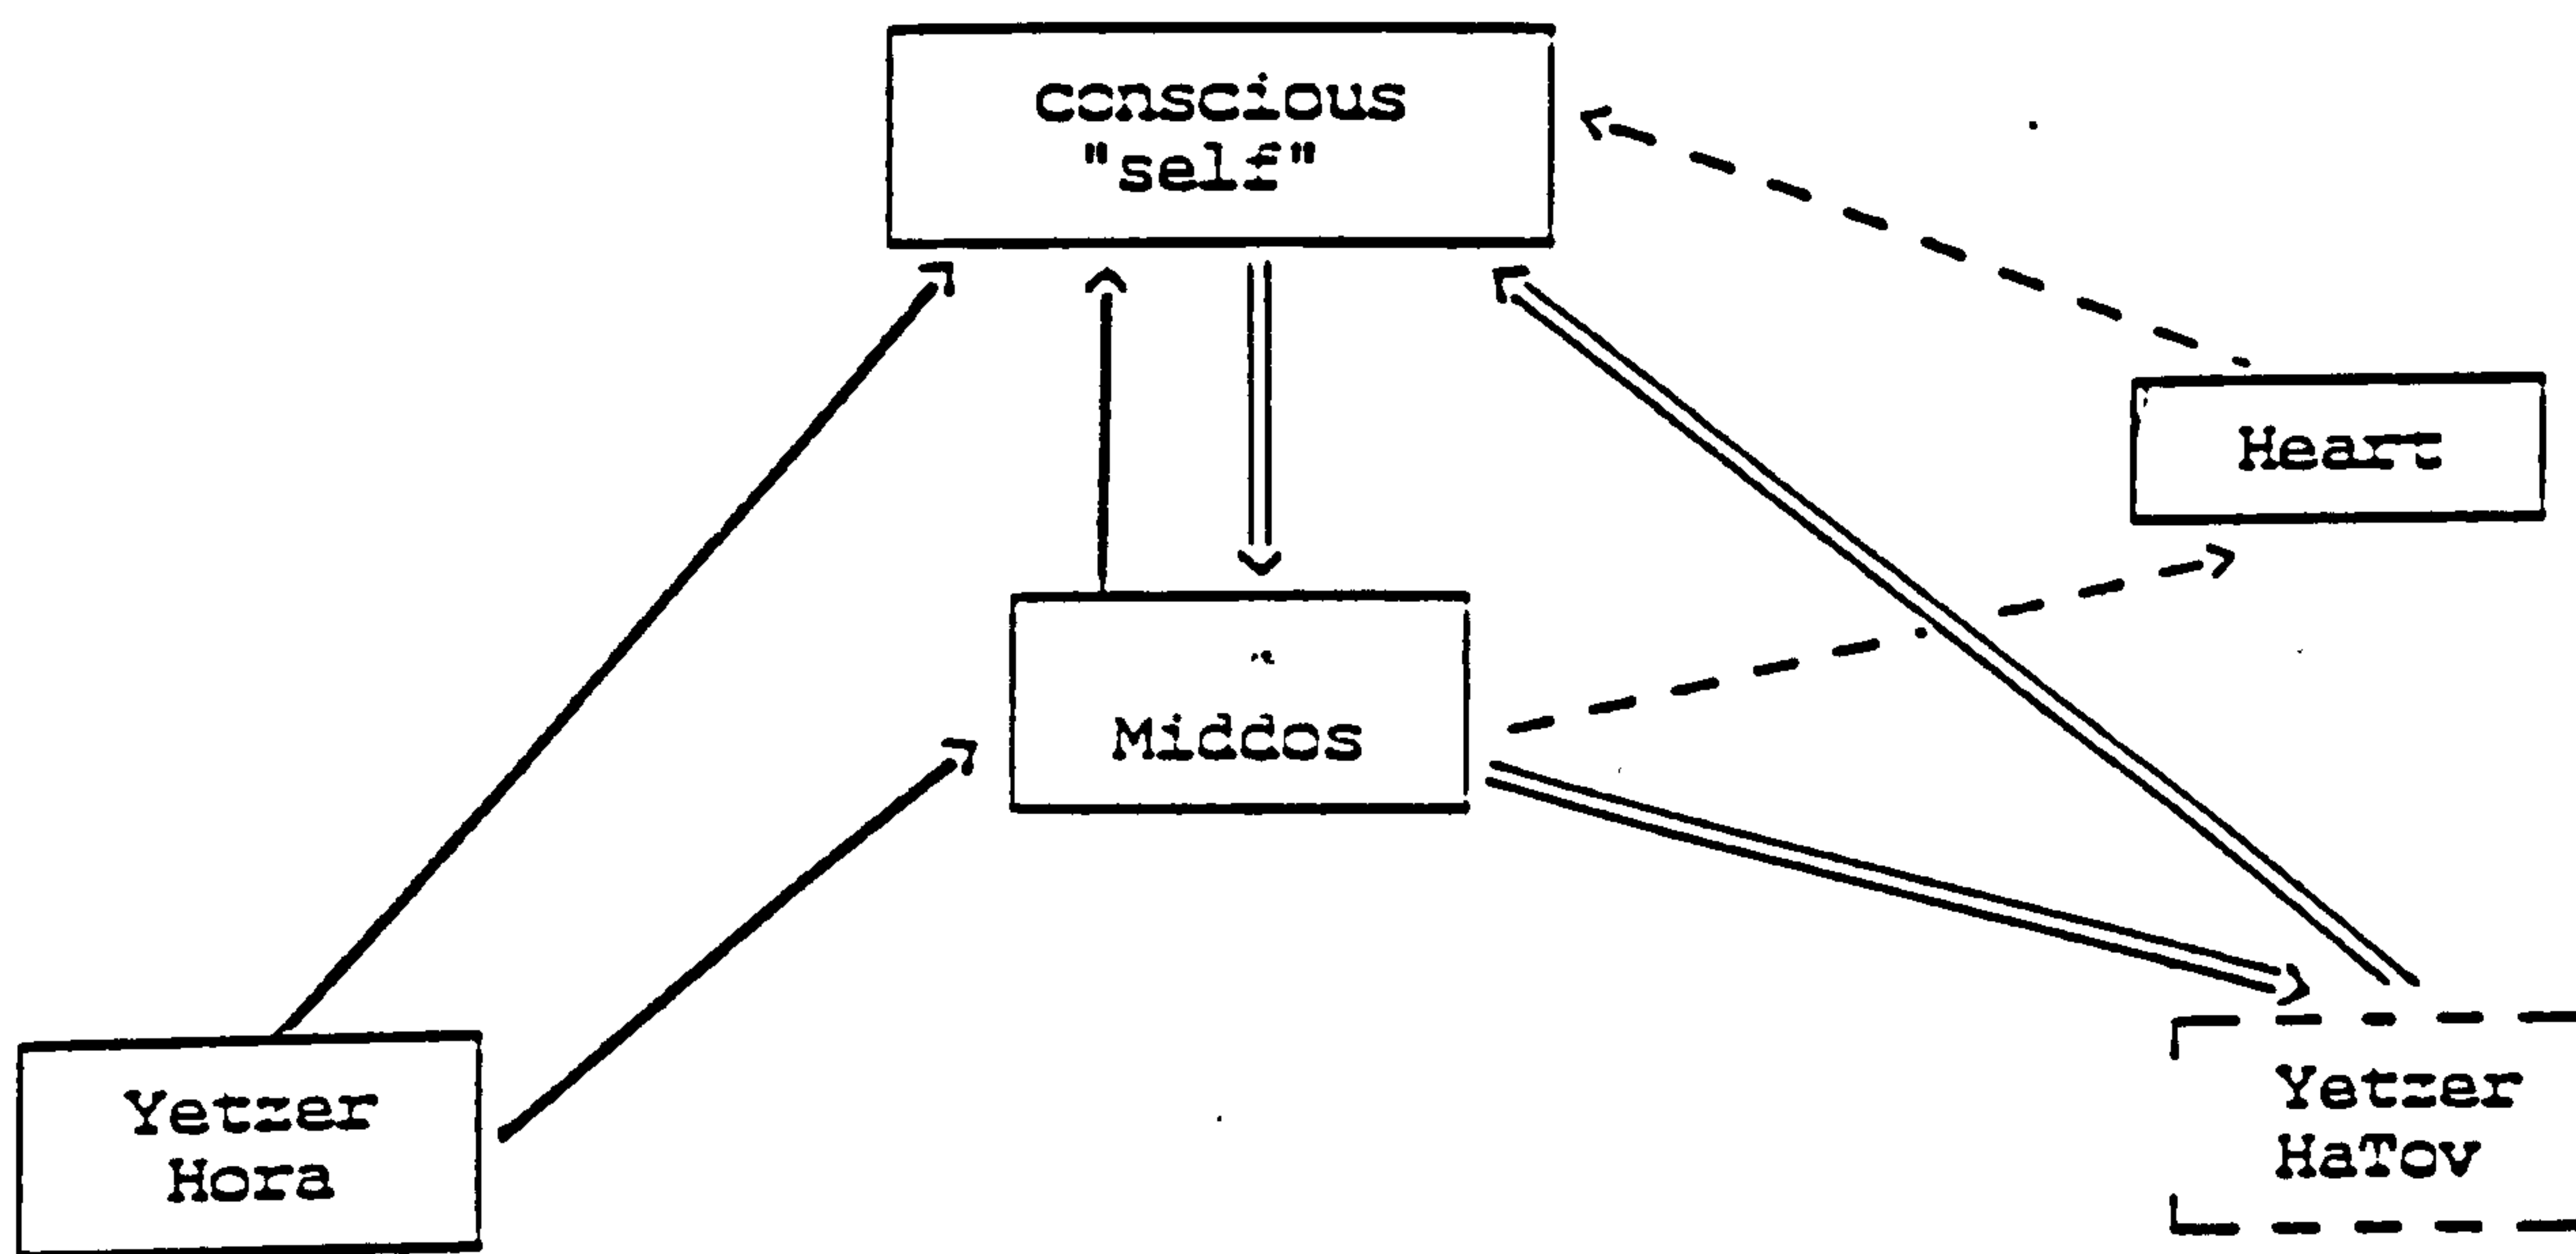 conscious
"self"
Heart
Middos
Yetzer
Hora
Yetzer
HaTov